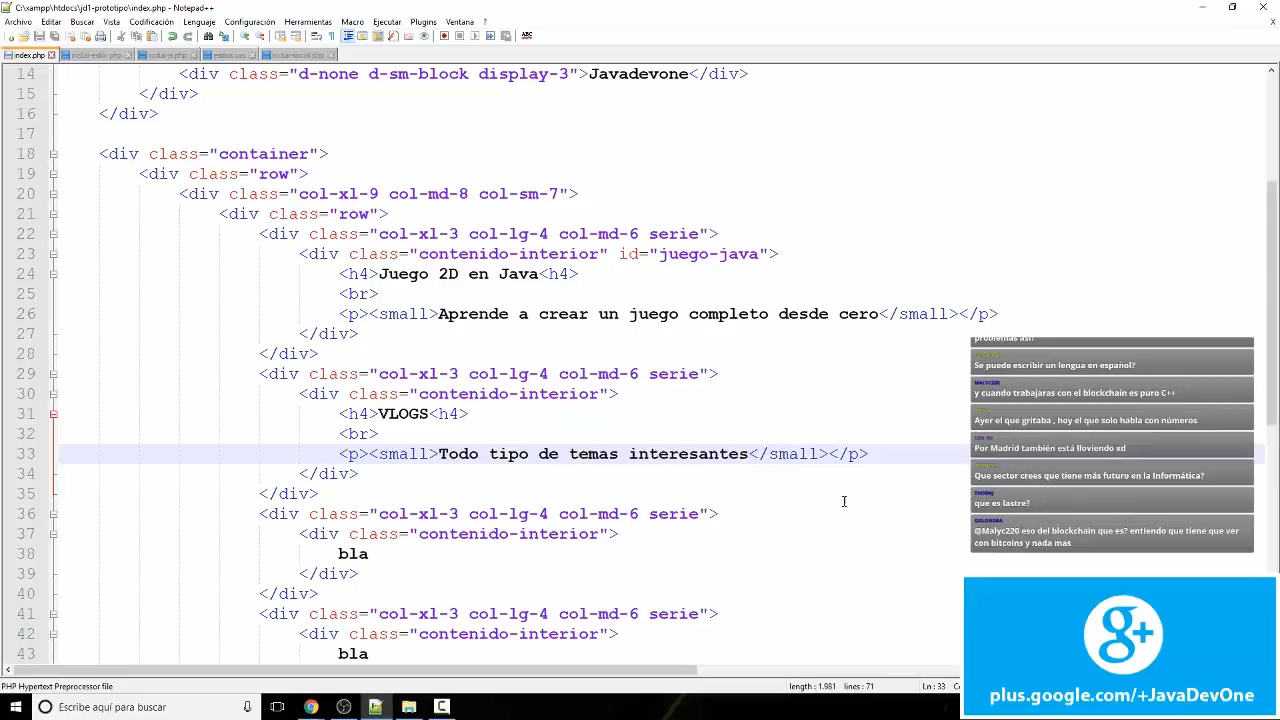 C:\xampp\htdocs\jd1-prototipo\index.php - Notepad++
Archivo Editar Buscar Vista Codificación Lenguaje Configuración Herramientas Macro Ejecutar Plugins Ventana ?
index.php inclus-js.php estilos.css inclus-social.php
14 <div class="d-none d-sm-block display-3">Javadevone</div>
15 </div>
16 </div>
17
18 <div class="container">
19 <div class="row">
20 <div class="col-xl-9 col-md-8 col-sm-7">
21 <div class="row">
22 <div class="col-xl-3 col-lg-4 col-md-6 serie">
23 <div class="contenido-interior" id="juego-java">
24 <h4>Juego 2D en Java<h4>
25 <br>
26 <p><small>Aprende a crear un juego completo desde cero</small></p>
27 </div>
28 </div>
29 <div class="col-xl-3 col-lg-4 col-md-6 serie">
30 <div class="contenido-interior">
31 <h4>VLOGS<h4>
32 <br>
33 <p><small>Todo tipo de temas interesantes</small></p>
34 </div>
35 </div>
36 <div class="col-xl-3 col-lg-4 col-md-6 serie">
37 <div class="contenido-interior">
38 bla
39 </div>
40 </div>
41 <div class="col-xl-3 col-lg-4 col-md-6 serie">
42 <div class="contenido-interior">
43 bla
problemas así?
Se puede escribir un lengua en español?
MALYC220
y cuando trabajaras con el blockchain es puro C++
Ayer el que gritaba , hoy el que solo habla con números
Por Madrid también está lloviendo xd
Que sector crees que tiene más futuro en la Informática?
que es lastre?
GOLONDRA
@Malyc220 eso del blockchain que es? entiendo que tiene que ver
con bitcoins y nada mas
g+
plus.google.com/+JavaDevOne
PHP Hypertext Preprocessor file length : 1.981 lines : 71 Ln : 33
Escribe aquí para buscar